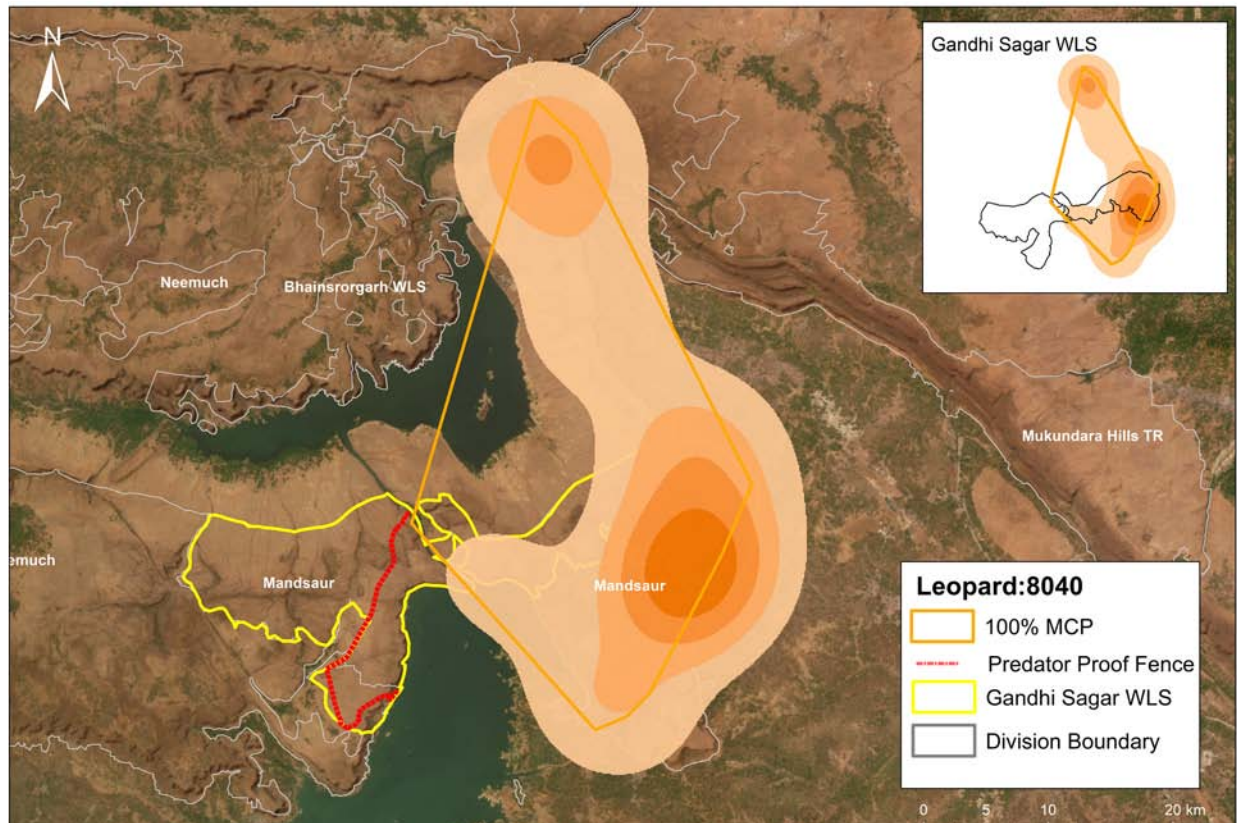 N
Gandhi Sagar WLS
Neemuch
Bhainsrorgarh WLS
Mukundara Hills TR
emuch
Mandsaur
Mandsaur
Leopard:8040
100% MCP
Predator Proof Fence
Gandhi Sagar WLS
Division Boundary
0 5 10 20 km